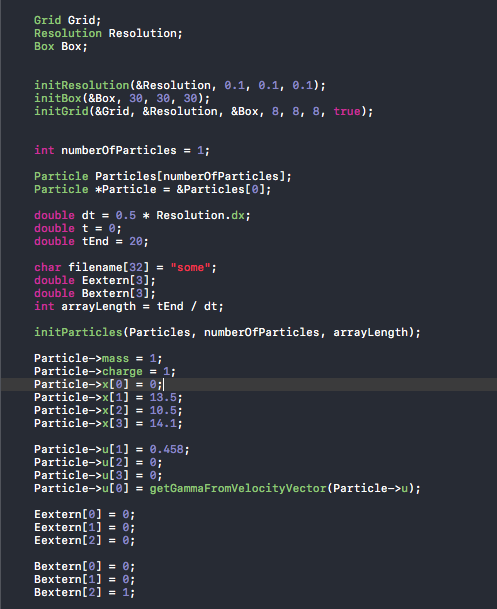 Grid Grid;
Resolution Resolution;
Box Box;
initResolution(&Resolution, 0.1, 0.1, 0.1);
initBox(&Box, 30, 30, 30);
initGrid(&Grid, &Resolution, &Box, 8, 8, 8, true);
int numberOfParticles = 1;
Particle Particles[numberOfParticles];
Particle *Particle = &Particles[0];
double dt = 0.5 * Resolution.dx;
double t = 0;
double tEnd = 20;
char filename[32] = "some";
double Eextern[3];
double Bextern[3];
int arrayLength = tEnd / dt;
initParticles(Particles, numberOfParticles, arrayLength);
Particle->mass = 1;
Particle->charge = 1;
Particle->x[0] = 0;
Particle->x[1] = 13.5;
Particle->x[2] = 10.5;
Particle->x[3] = 14.1;
Particle->u[1] = 0.458;
Particle->u[2] = 0;
Particle->u[3] = 0;
Particle->u[0] = getGammaFromVelocityVector(Particle->u);
Eextern[0] = 0;
Eextern[1] = 0;
Eextern[2] = 0;
Bextern[0] = 0;
Bextern[1] = 0;
Bextern[2] = 1;